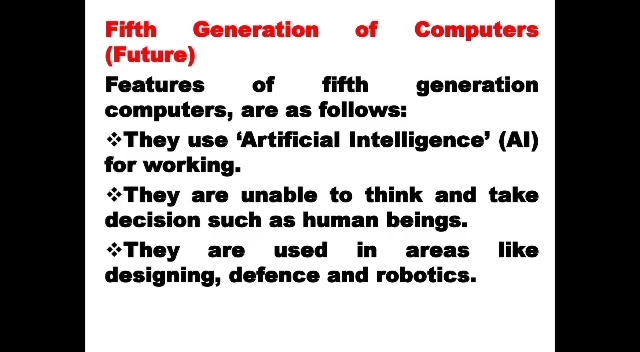 Fifth Generation of Computers
(Future)
Features of fifth generation
computers, are as follows:
❖They use ‘Artificial Intelligence’ (AI)
for working.
❖They are unable to think and take
decision such as human beings.
❖They are used in areas like
designing, defence and robotics.